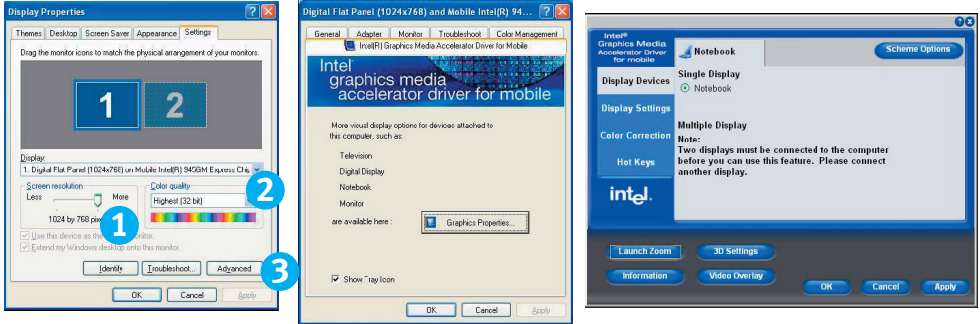 Display Properties
Themes Desktop Screen Saver Appearance Settings
Drag the monitor icons to match the physical arrangement of your monitors.
1 2
Display:
1. Digital Flat Panel (1024x768) on Mobile Intel(R) 945GM Express Chip
Screen resolution
Less More
1024 by 768
1
Color quality
Highest (32 bit)
2
Use this device as the
Extend my Windows desktop onto this monitor.
Identify Troubleshoot... Advanced
3
OK Cancel Apply
Digital Flat Panel (1024x768) and Mobile Intel(R) 94...
General Adapter Monitor Troubleshoot Color Management
Intel(R) Graphics Media Accelerator Driver for Mobile
Intel
graphics media
accelerator driver for mobile
More visual display options for devices attached to
this computer, such as:
Television
Digital Display
Notebook
Monitor
are available here :
Graphics Properties...
Show Tray Icon
OK Cancel Apply
Intel®
Graphics Media
Accelerator Driver
for mobile
Display Devices
Display Settings
Color Correction
Hot Keys
intel.
Notebook
Scheme Options
Single Display
Notebook
Multiple Display
Note:
Two displays must be connected to the computer
before you can use this feature. Please connect
another display.
Launch Zoom 3D Settings
Information Video Overlay
OK Cancel Apply